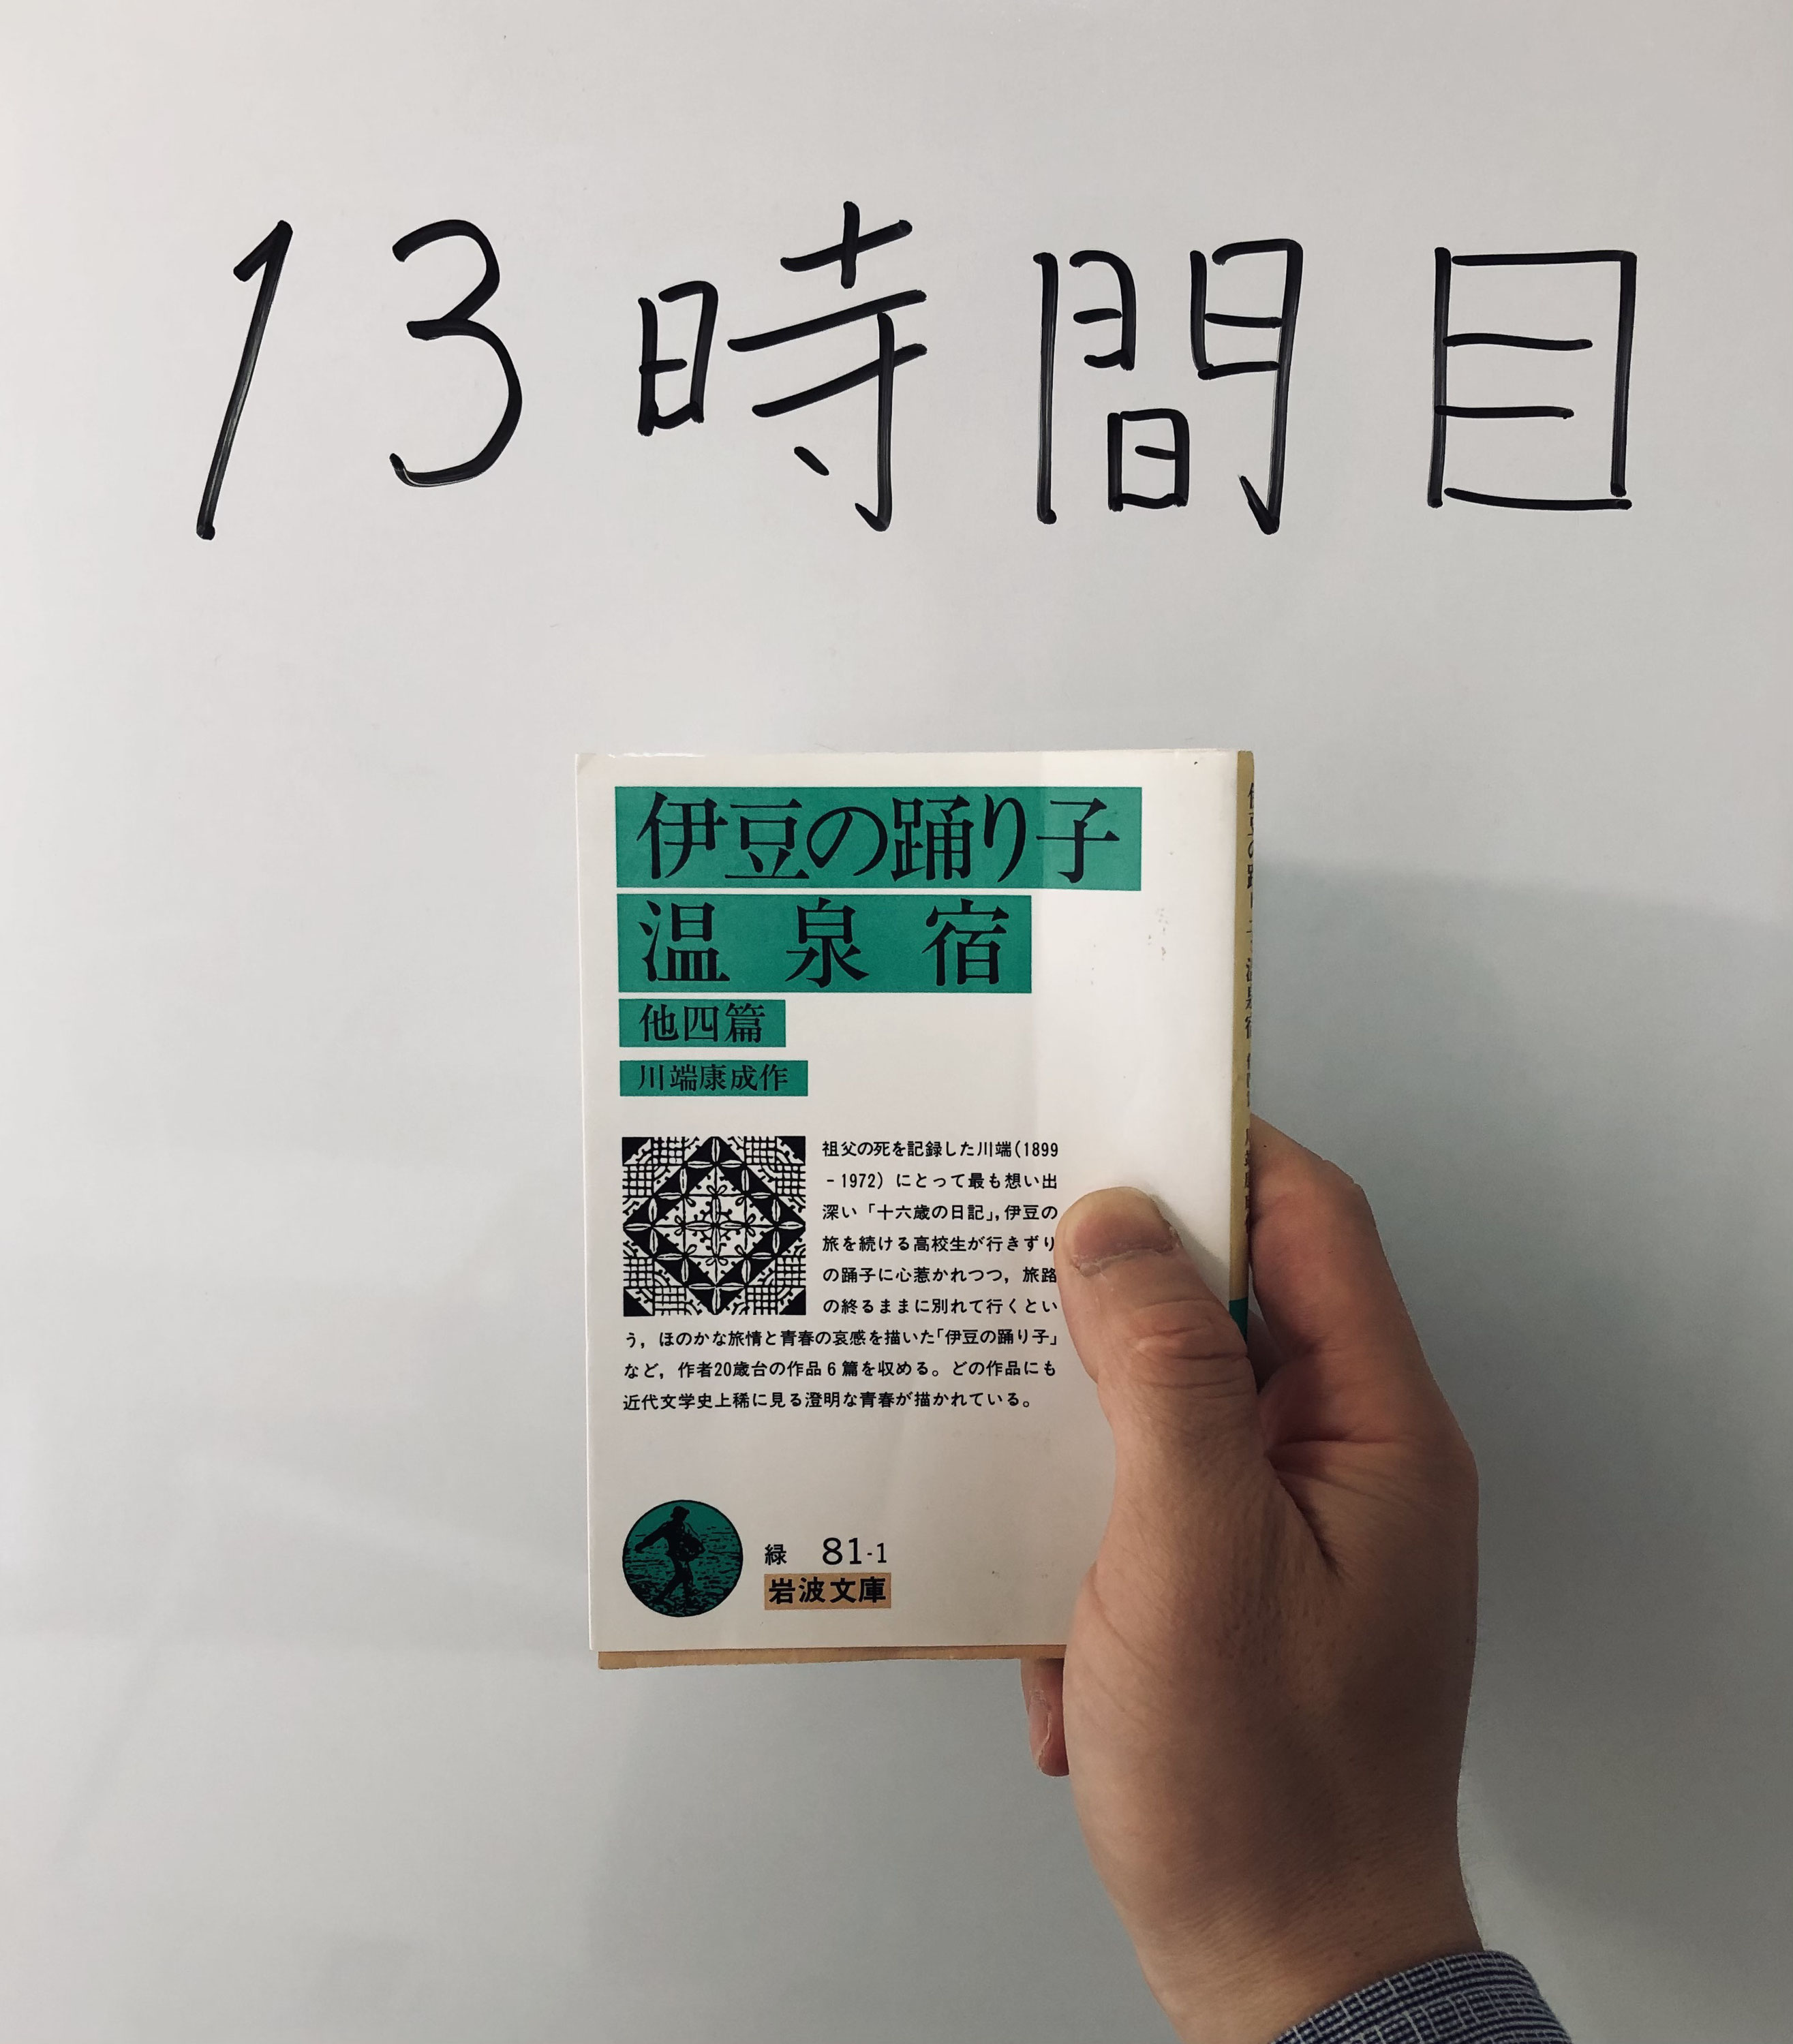 13時間目
伊豆の踊り子
温泉宿
他四篇
川端康成作
祖父の死を記録した川端(1899
-1972)にとって最も想い出
深い「十六歳の日記」,伊豆の
旅を続ける高校生が行きずり
の踊子に心惹かれつつ,旅路
の終るままに別れて行くとい
う,ほのかな旅情と青春の哀感を描いた「伊豆の踊り子」
など,作者20歳台の作品6篇を収める。どの作品にも
近代文学史上稀に見る澄明な青春が描かれている。
緑 81-1
岩波文庫